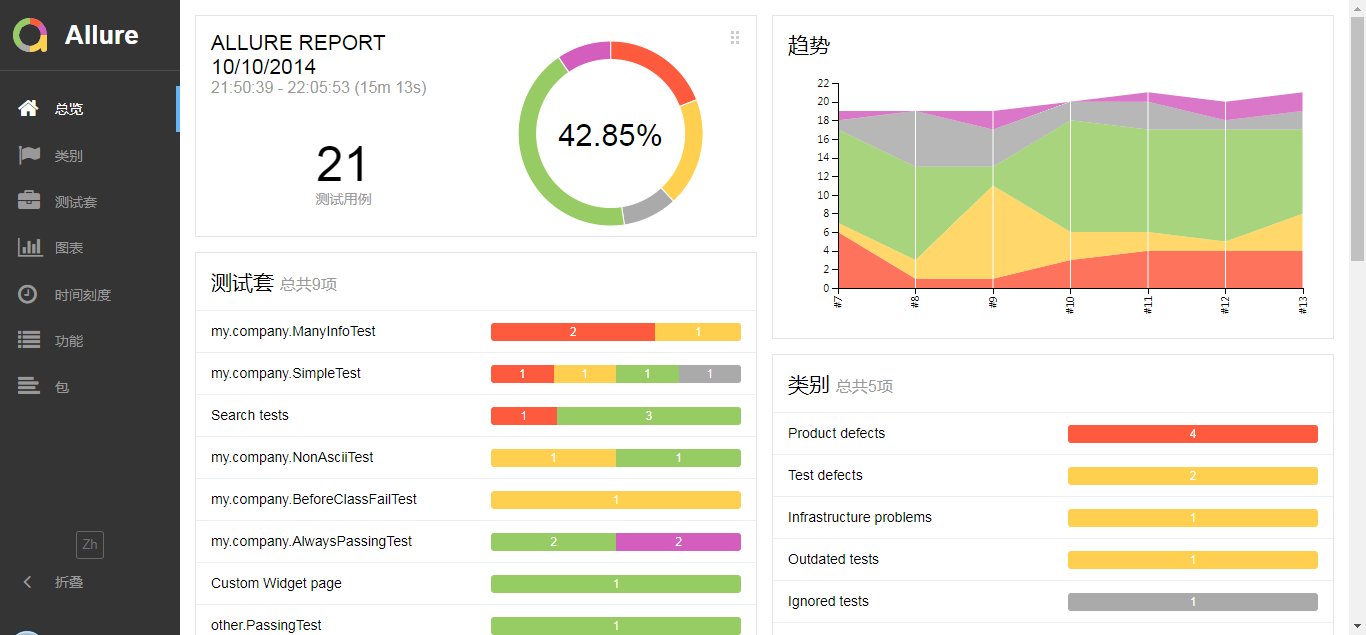 Allure
总览
类别
测试套
图表
时间刻度
功能
包
Zh
折叠
ALLURE REPORT
10/10/2014
21:50:39 - 22:05:53 (15m 13s)
21
测试用例
42.85%
测试套 总共9项
my.company.ManyInfoTest 2 1
my.company.SimpleTest 1 1 1 1
Search tests 1 3
my.company.NonAsciiTest 1 1
my.company.BeforeClassFailTest 1
my.company.AlwaysPassingTest 2 2
Custom Widget page 1
other.PassingTest 1
趋势
22
20
18
16
14
12
10
8
6
4
2
0
#7 #8 #9 #10 #11 #12 #13
类别 总共5项
Product defects 4
Test defects 2
Infrastructure problems 1
Outdated tests 1
Ignored tests 1